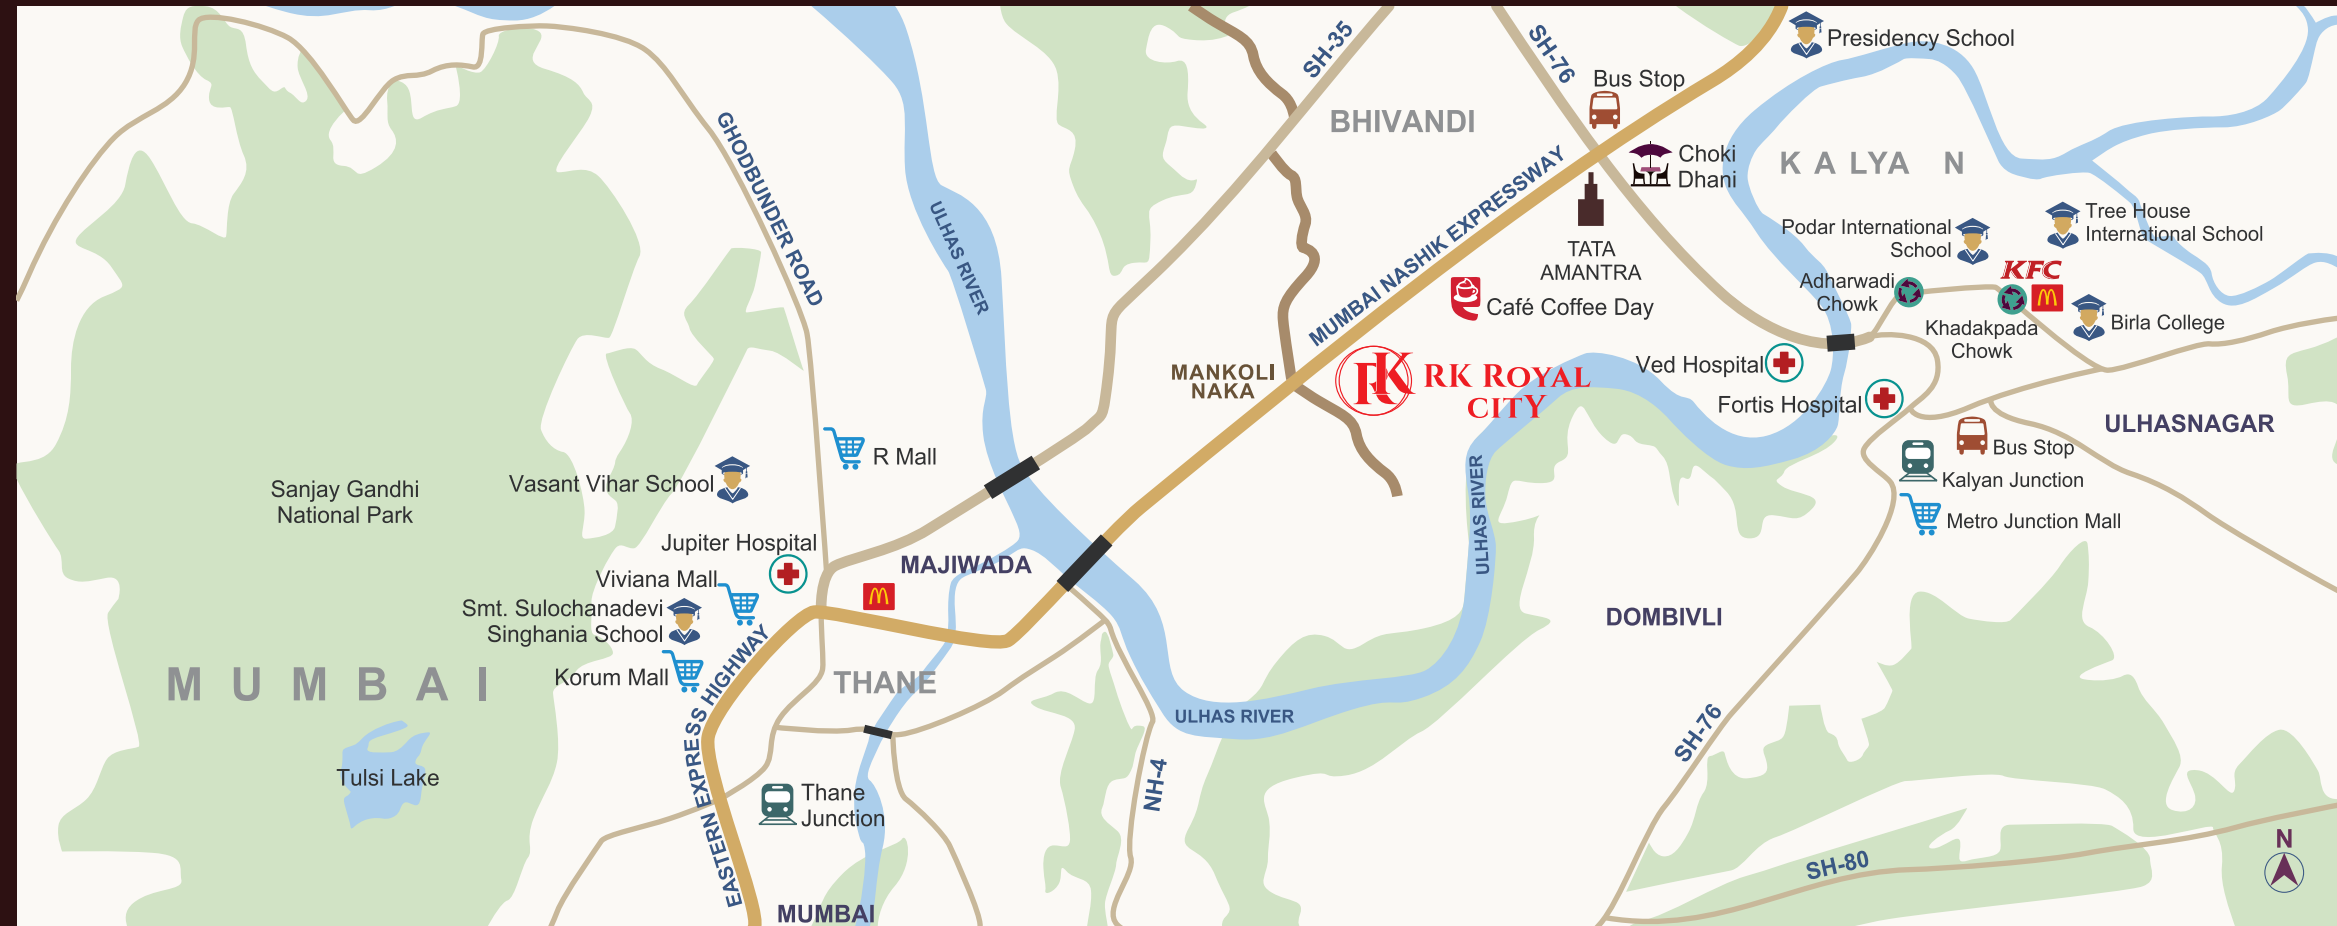 Presidency School
SH-35
SH-76
Bus Stop
BHIVANDI
GHODBUNDER ROAD
MUMBAI NASHIK EXPRESSWAY
Choki
Dhani
K A LYA N
ULHAS RIVER
TATA
AMANTRA
Podar International
School
Tree House
International School
KFC
Adharwadi
Chowk
Khadakpada
Chowk
Birla College
Café Coffee Day
MANKOLI
NAKA
RK
RK ROYAL
CITY
Ved Hospital
Fortis Hospital
ULHASNAGAR
Bus Stop
Kalyan Junction
Metro Junction Mall
R Mall
Vasant Vihar School
Sanjay Gandhi
National Park
Jupiter Hospital
MAJIWADA
Viviana Mall
Smt. Sulochanadevi
Singhania School
Korum Mall
ULHAS RIVER
DOMBIVLI
MUMBAI
THANE
EASTERN EXPRESS HIGHWAY
ULHAS RIVER
SH-76
NH-4
Tulsi Lake
Thane
Junction
SH-80
N
MUMBAI